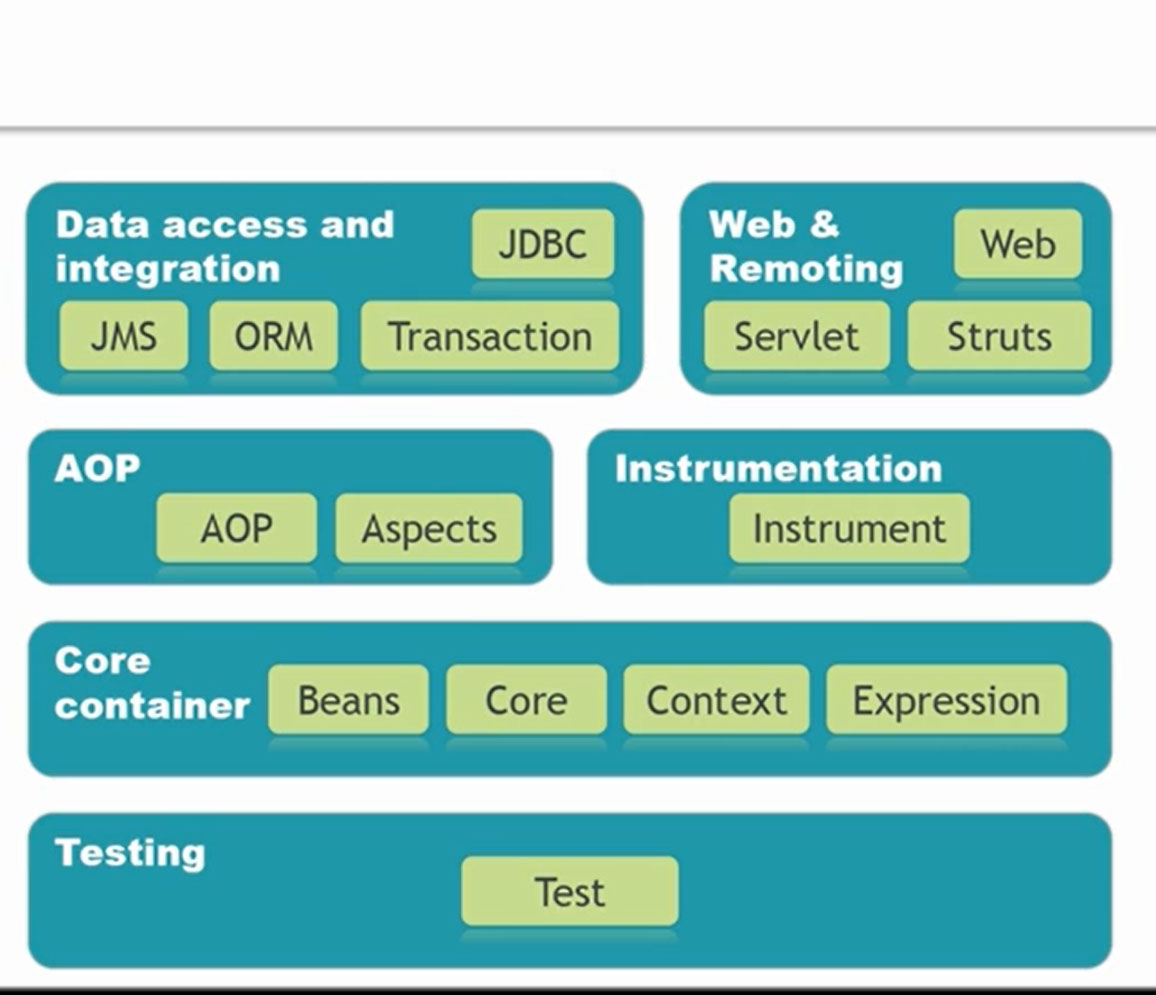 Data access and
integration
JDBC
JMS ORM Transaction
Web &
Remoting
Web
Servlet Struts
AOP
AOP Aspects
Instrumentation
Instrument
Core
container
Beans Core Context Expression
Testing
Test